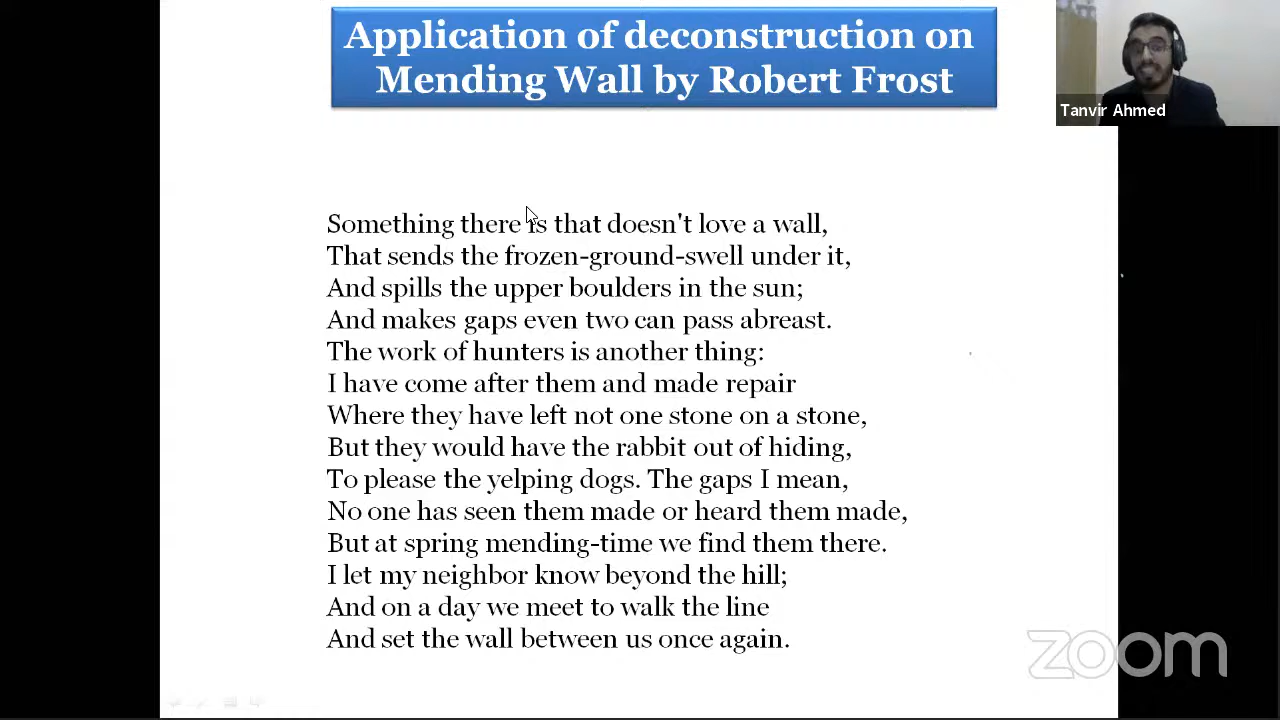 Application of deconstruction on
Mending Wall by Robert Frost
Tanvir Ahmed
Something there is that doesn't love a wall,
That sends the frozen-ground-swell under it,
And spills the upper boulders in the sun;
And makes gaps even two can pass abreast.
The work of hunters is another thing:
I have come after them and made repair
Where they have left not one stone on a stone,
But they would have the rabbit out of hiding,
To please the yelping dogs. The gaps I mean,
No one has seen them made or heard them made,
But at spring mending-time we find them there.
I let my neighbor know beyond the hill;
And on a day we meet to walk the line
And set the wall between us once again.
zoom